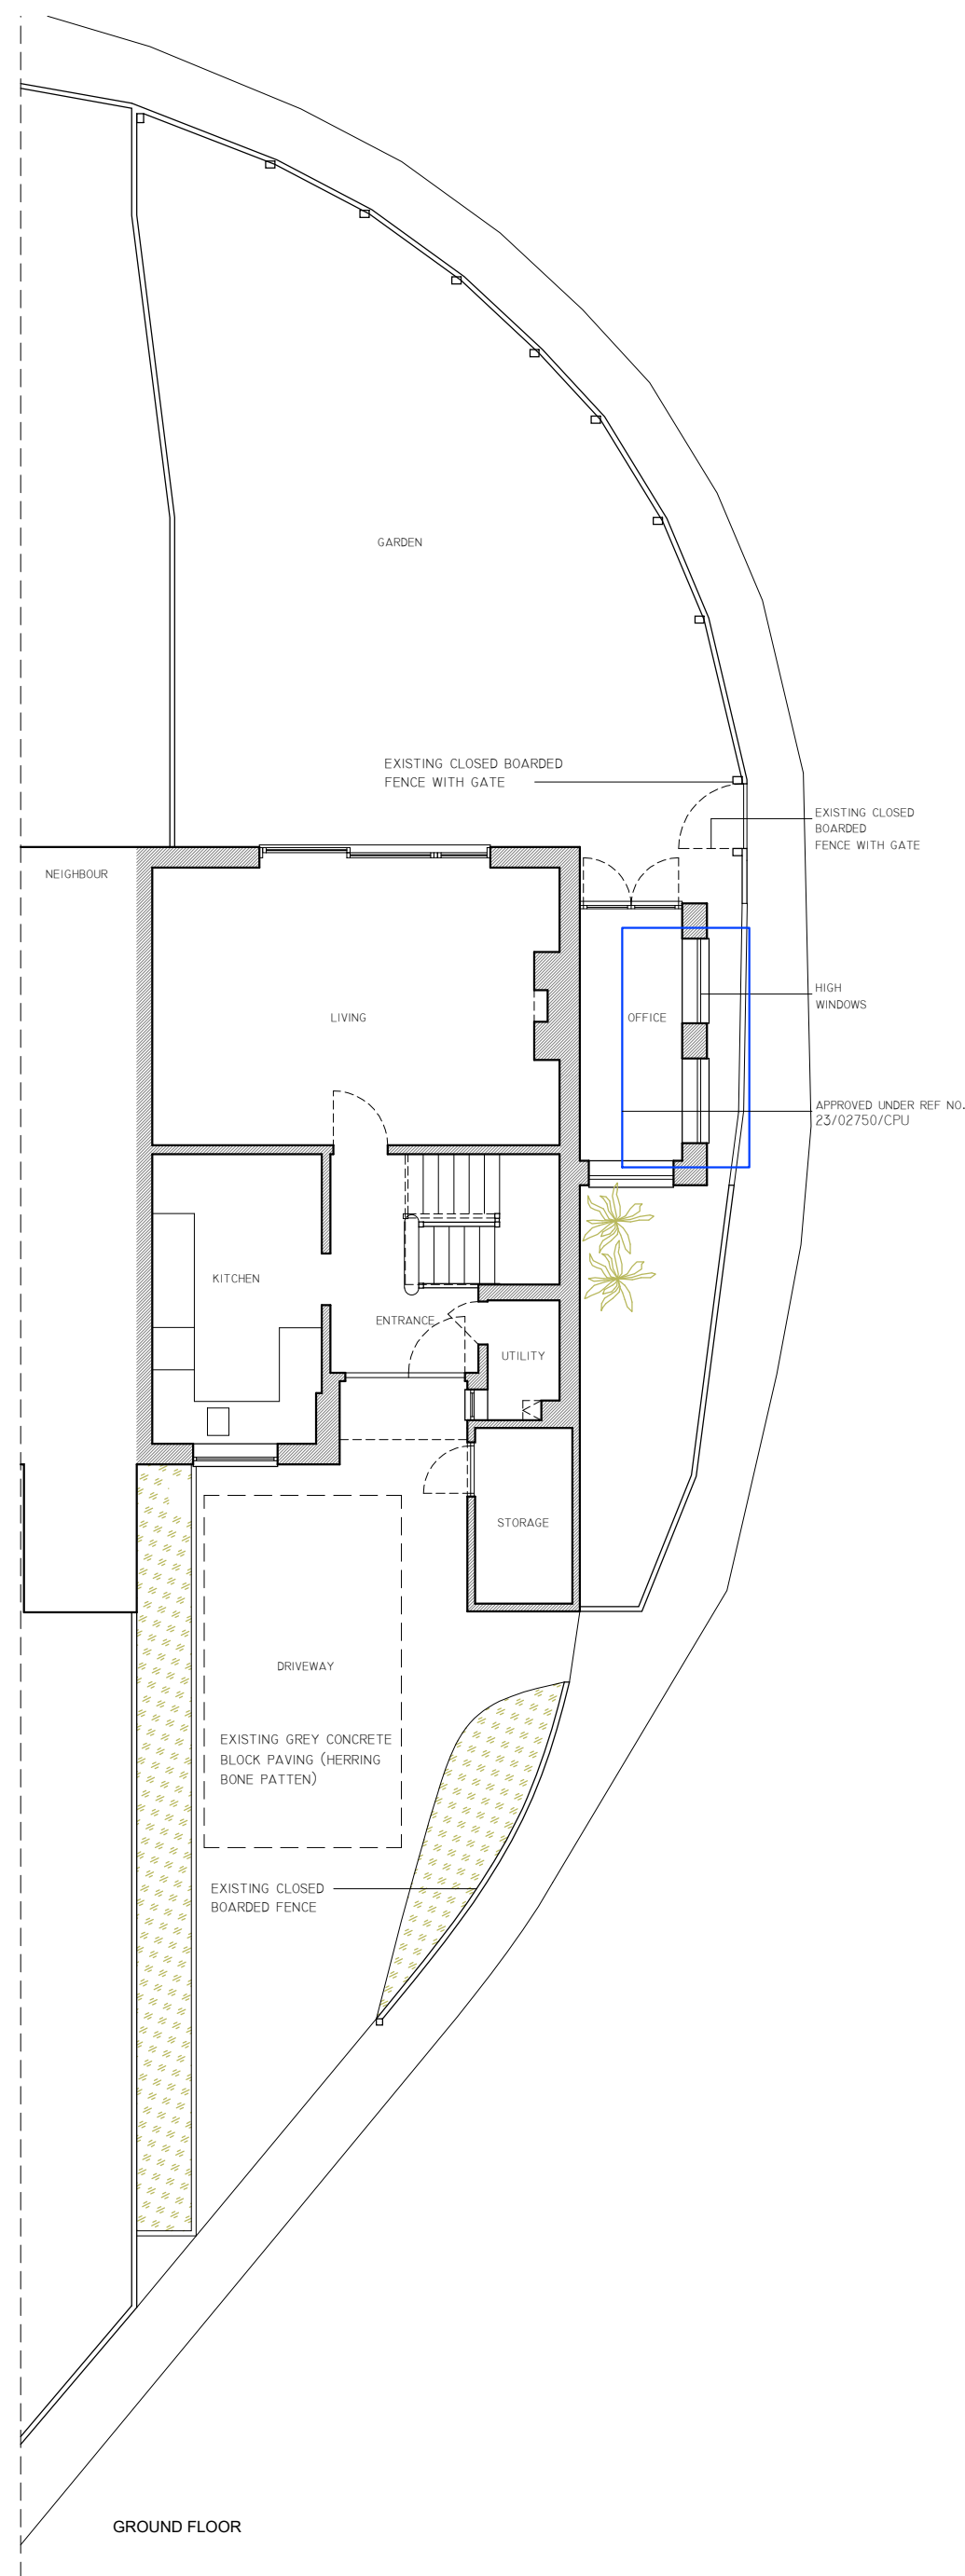 GARDEN
EXISTING CLOSED BOARDED
FENCE WITH GATE
EXISTING CLOSED
BOARDED
FENCE WITH GATE
NEIGHBOUR
HIGH
WINDOWS
LIVING
OFFICE
APPROVED UNDER REF NO.
23/02750/CPU
KITCHEN
ENTRANCE
UTILITY
STORAGE
DRIVEWAY
EXISTING GREY CONCRETE
BLOCK PAVING (HERRING
BONE PATTEN)
EXISTING CLOSED
BOARDED FENCE
GROUND FLOOR